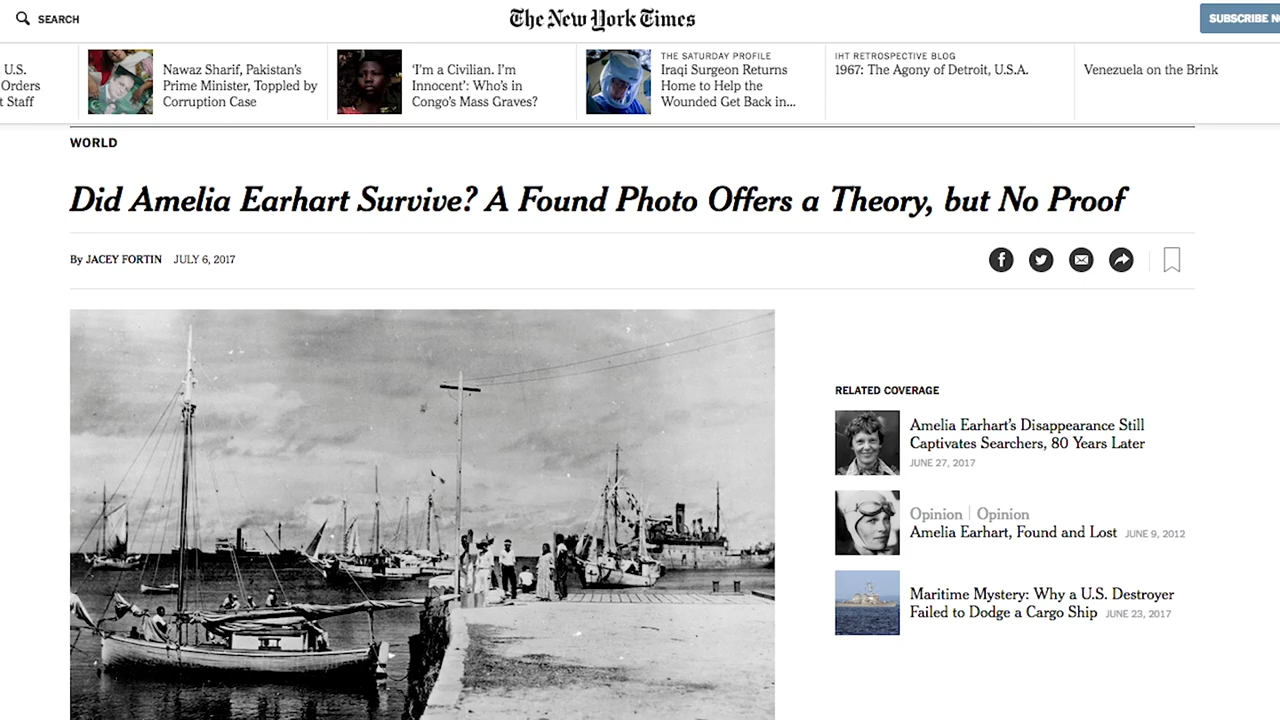 SEARCH
The New York Times
SUBSCRIBE N
U.S.
Orders
t Staff
Nawaz Sharif, Pakistan's
Prime Minister, Toppled by
Corruption Case
'I'm a Civilian. I'm
Innocent': Who's in
Congo's Mass Graves?
THE SATURDAY PROFILE
Iraqi Surgeon Returns
Home to Help the
Wounded Get Back in...
IHT RETROSPECTIVE BLOG
1967: The Agony of Detroit, U.S.A.
Venezuela on the Brink
WORLD
Did Amelia Earhart Survive? A Found Photo Offers a Theory, but No Proof
By JACEY FORTIN JULY 6, 2017
RELATED COVERAGE
Amelia Earhart's Disappearance Still
Captivates Searchers, 80 Years Later
JUNE 27, 2017
Opinion | Opinion
Amelia Earhart, Found and Lost JUNE 9, 2012
Maritime Mystery: Why a U.S. Destroyer
Failed to Dodge a Cargo Ship JUNE 23, 2017